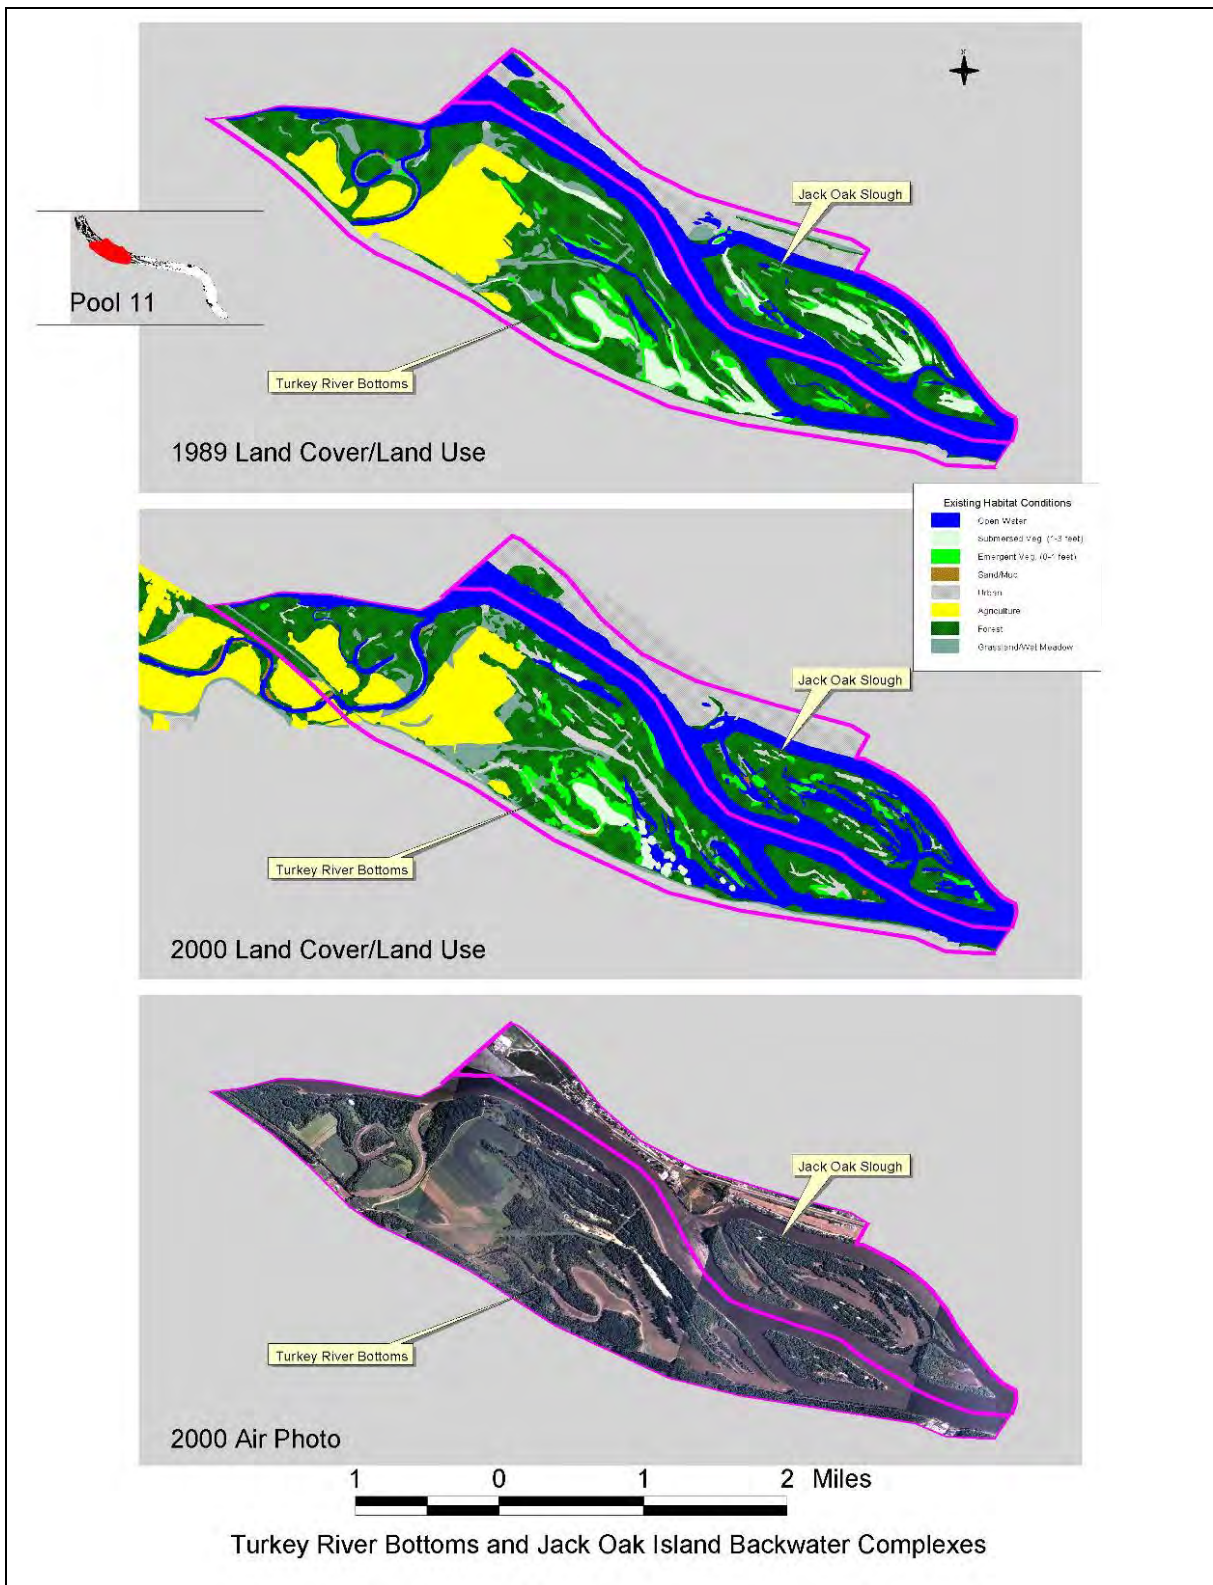 Jack Oak Slough
Pool 11
Turkey River Bottoms
1989 Land Cover/Land Use
Existing Habitat Conditions
Open Water
Submersed Veg. (1-3 feet)
Emergent Veg. (0-1 feet)
Sand/Muc
Urban
Agriculture
Forest
Grassland/Wet Meadow
Jack Oak Slough
Turkey River Bottoms
2000 Land Cover/Land Use
Jack Oak Slough
Turkey River Bottoms
2000 Air Photo
1 0 1 2 Miles
Turkey River Bottoms and Jack Oak Island Backwater Complexes